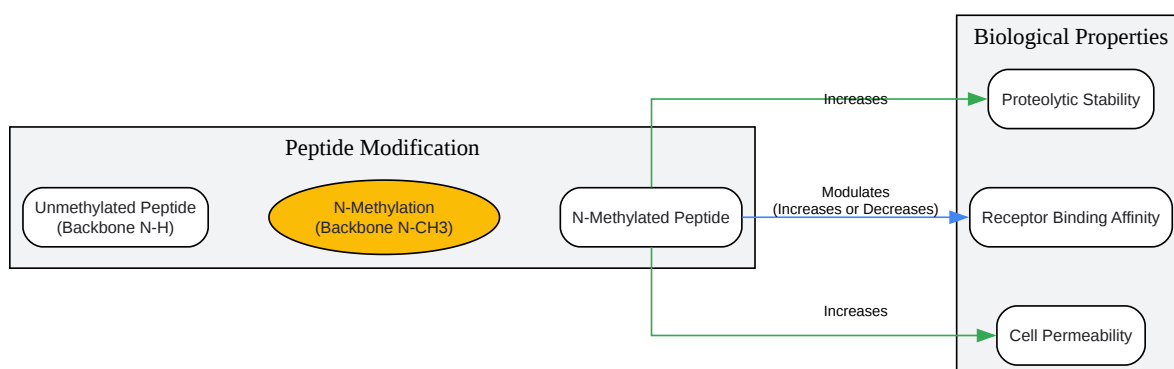 Biological Properties
Increases
Proteolytic Stability
Peptide Modification
Unmethylated Peptide
(Backbone N-H)
N-Methylation
(Backbone N-CH3)
N-Methylated Peptide
Modulates
(Increases or Decreases)
Receptor Binding Affinity
Increases
Cell Permeability